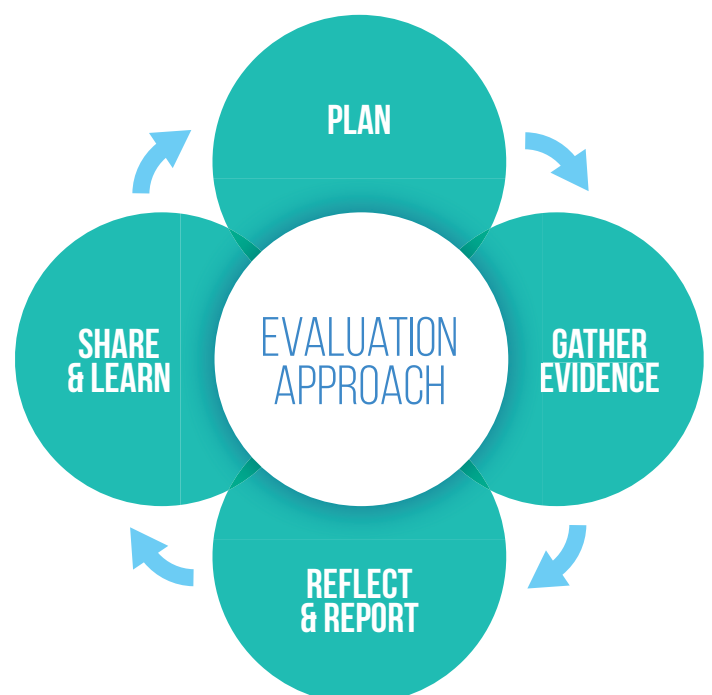 PLAN
EVALUATION
APPROACH
GATHER
EVIDENCE
REFLECT
& REPORT
SHARE
& LEARN